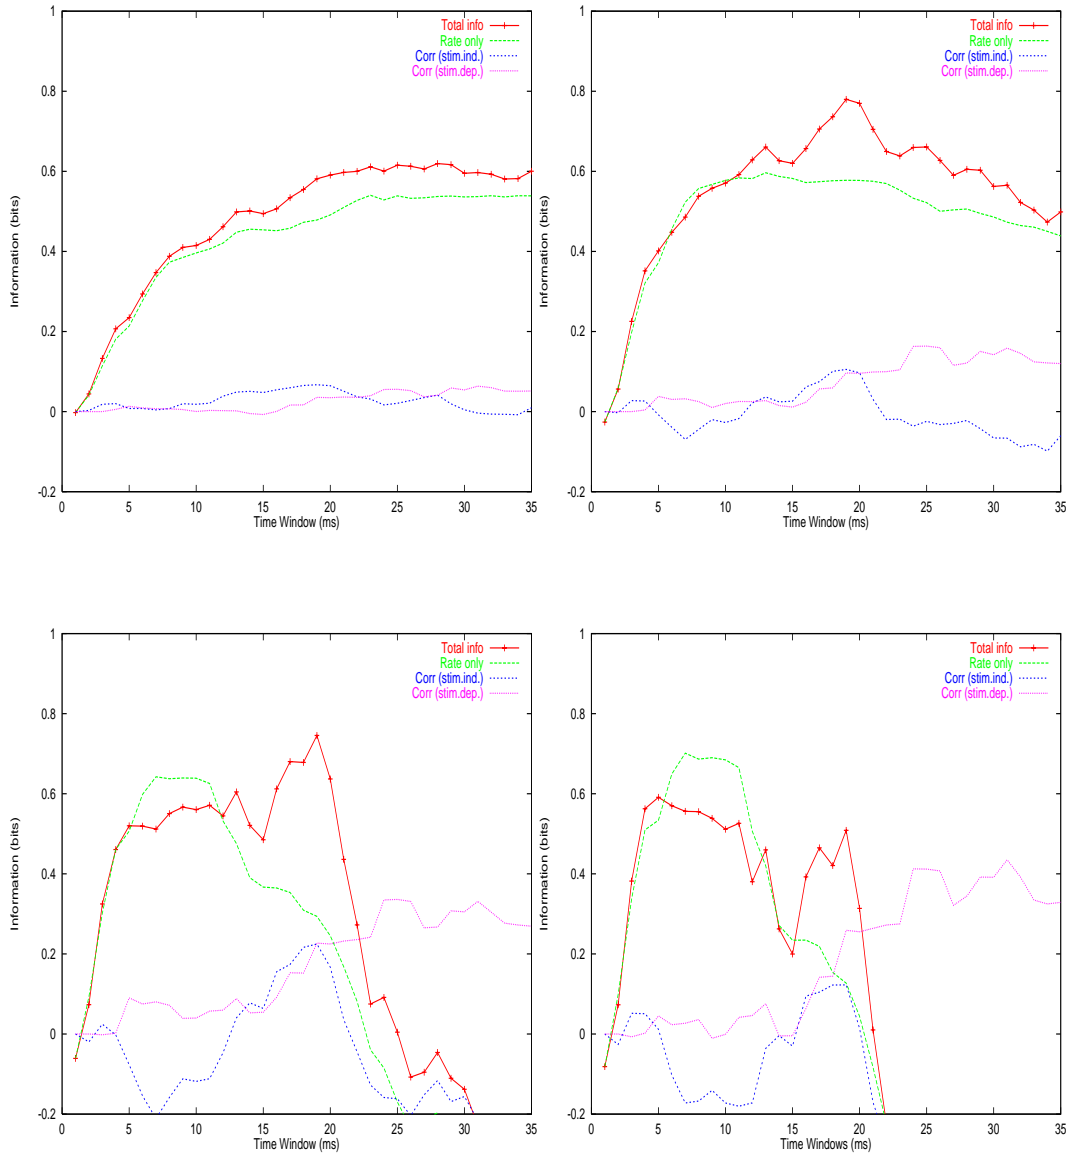 1
0.8
0.6
0.4
0.2
0
-0.2
0 5 10 15 20 25 30 35
Information (bits)
Time Window (ms)
Total info
Rate only
Corr (stim.ind.)
Corr (stim.dep.)
1
0.8
0.6
0.4
0.2
0
-0.2
0 5 10 15 20 25 30 35
Information (bits)
Time Window (ms)
Total info
Rate only
Corr (stim.ind.)
Corr (stim.dep.)
1
0.8
0.6
0.4
0.2
0
-0.2
0 5 10 15 20 25 30 35
Information (bits)
Time Window (ms)
Total info
Rate only
Corr (stim.ind.)
Corr (stim.dep.)
1
0.8
0.6
0.4
0.2
0
-0.2
0 5 10 15 20 25 30 35
Information (bits)
Time Windows (ms)
Total info
Rate only
Corr (stim.ind.)
Corr (stim.dep.)